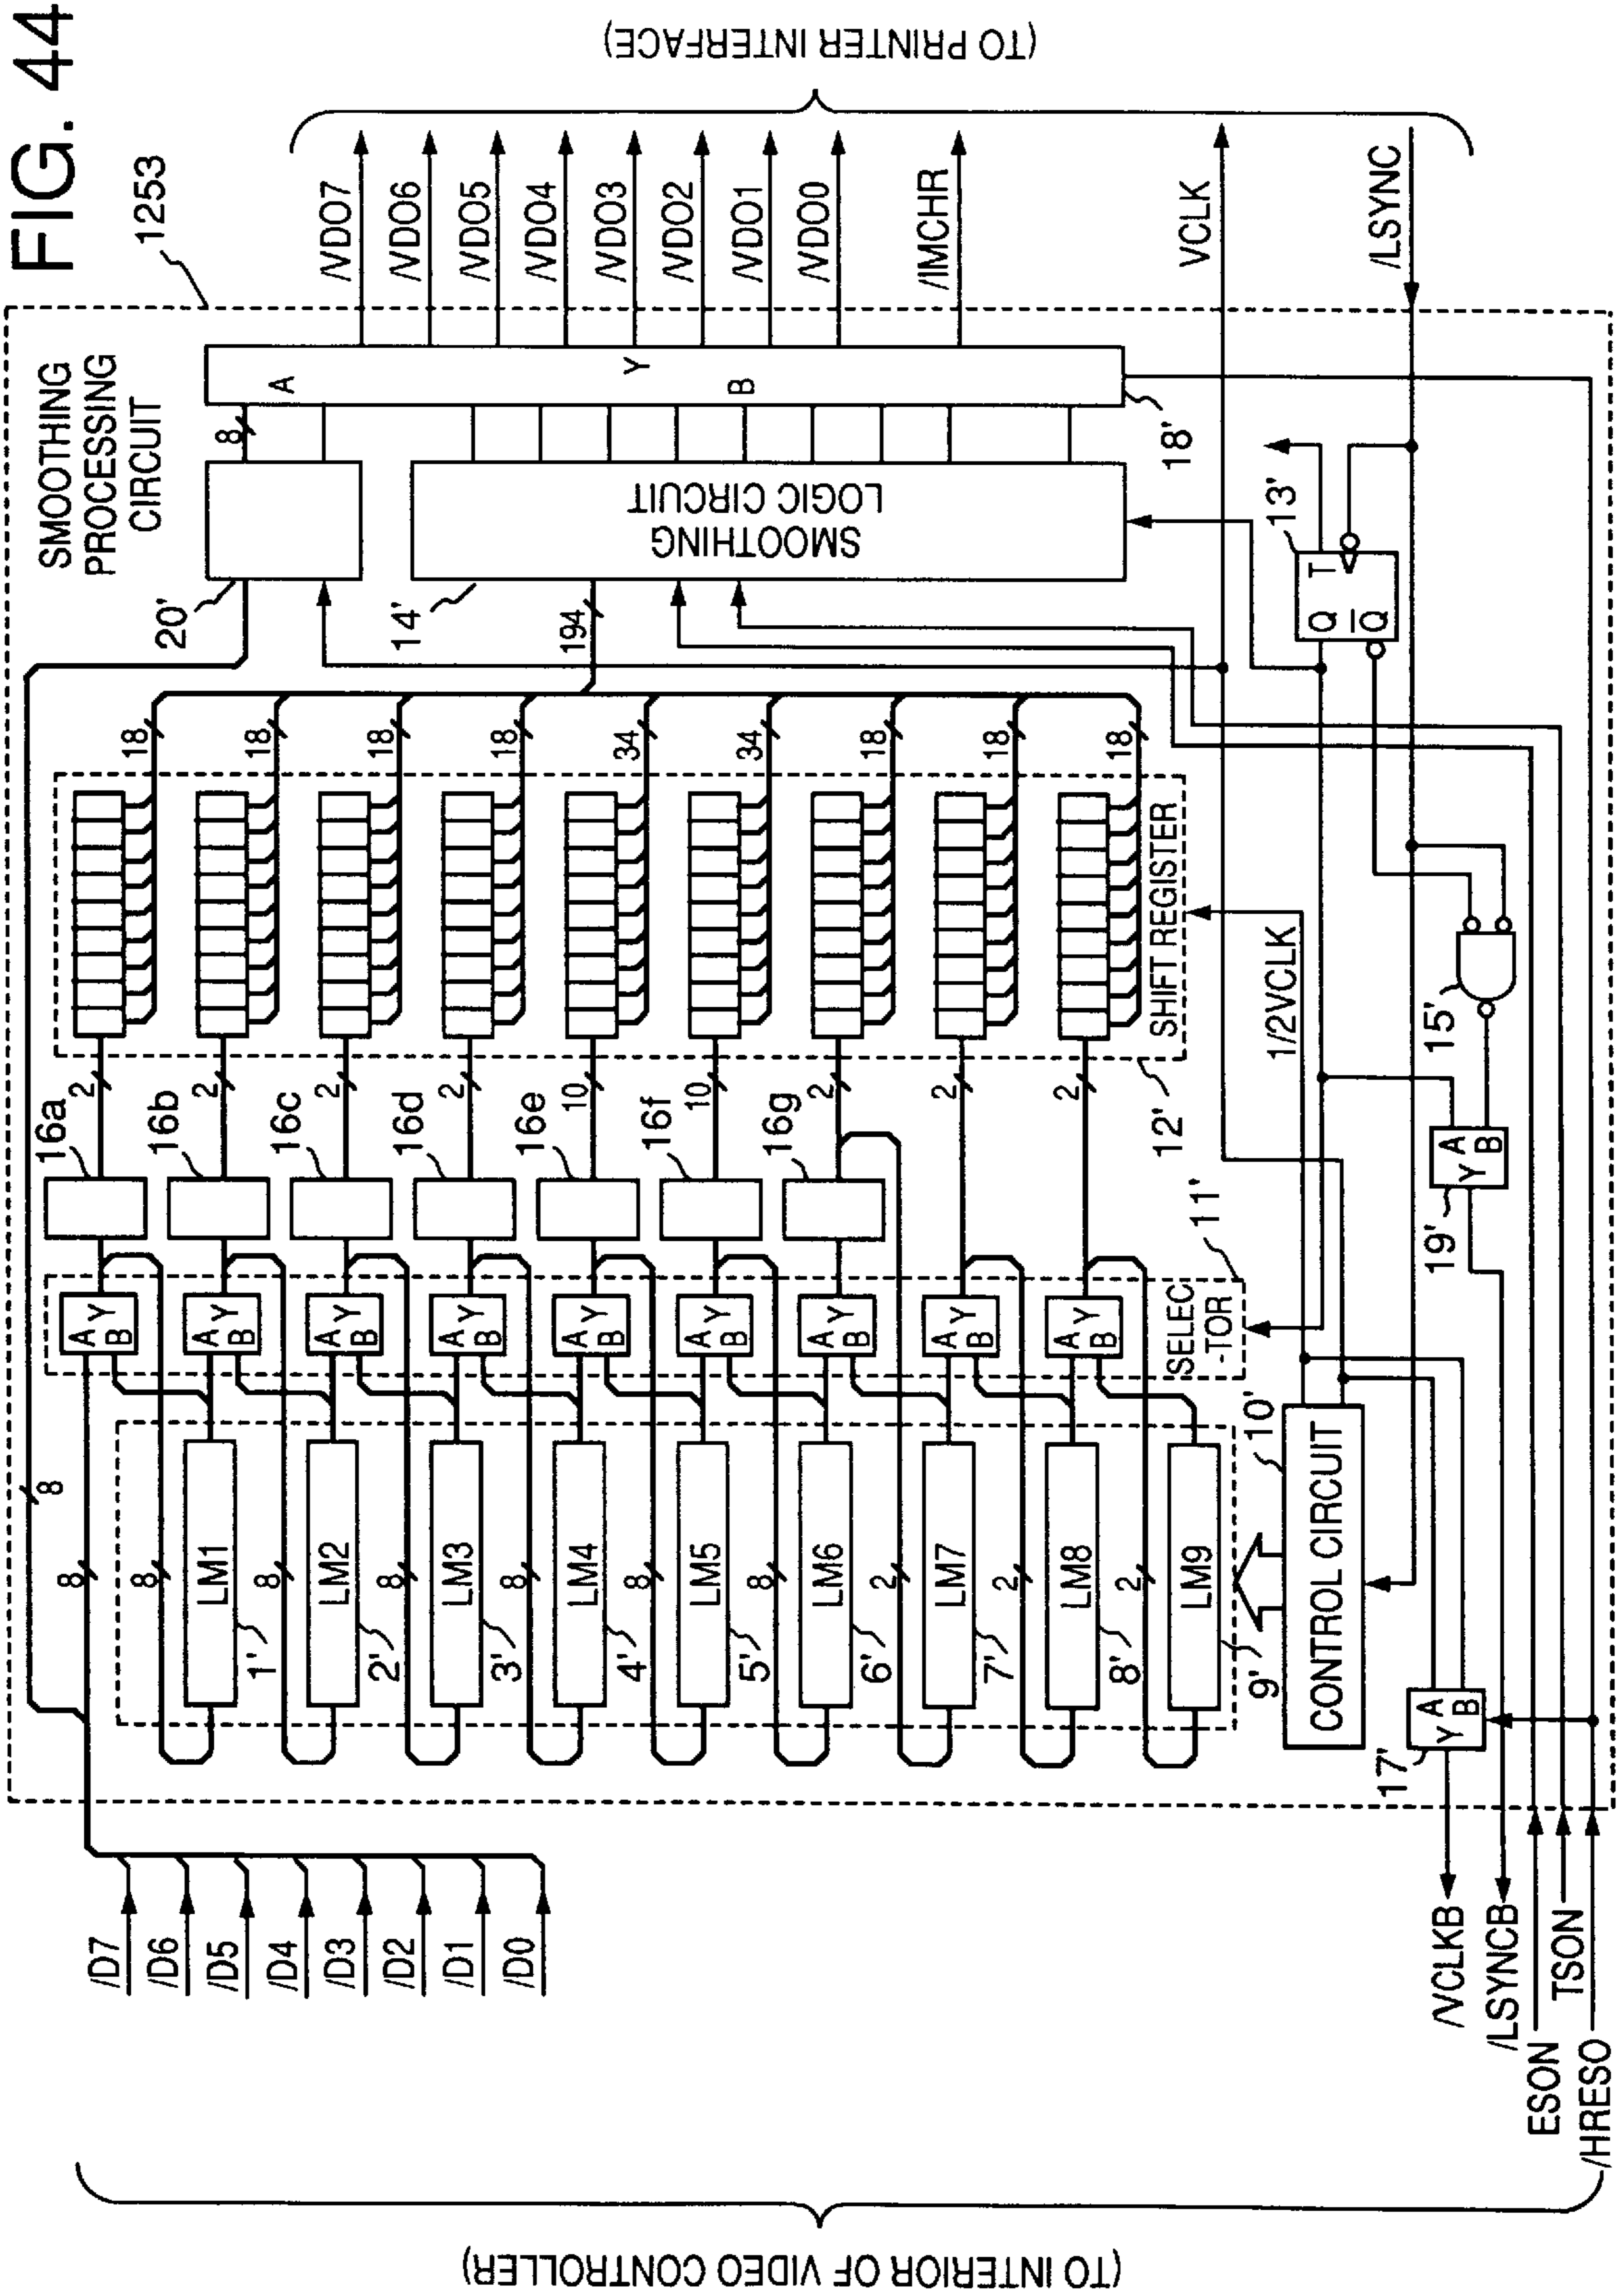 FIG. 44
1253
SMOOTHING
PROCESSING
CIRCUIT
(TO PRINTER INTERFACE)
/VDO7
/VDO6
/VDO5
/VDO4
/VDO3
/VDO2
/VDO1
/VDO0
/IMCHR
VCLK
/LSYNC
A
Y
B
18'
8
20'
14'
SMOOTHING
LOGIC CIRCUIT
194
13'
T
Q
Q
18
18
18
18
34
34
18
18
18
SHIFT REGISTER
12'
1/2VCLK
15'
2
2
2
2
10
10
2
2
2
16a
16b
16c
16d
16e
16f
16g
19'
A
B
Y
A
B
Y
A
B
Y
A
B
Y
A
B
Y
A
B
Y
A
B
Y
A
B
Y
A
B
Y
A
B
Y
SELEC
-TOR
11'
8
8
8
8
8
8
8
8
2
2
2
LM1
LM2
LM3
LM4
LM5
LM6
LM7
LM8
LM9
1'
2'
3'
4'
5'
6'
7'
8'
9'
CONTROL CIRCUIT
10'
17'
A
B
Y
/D7
/D6
/D5
/D4
/D3
/D2
/D1
/D0
/VCLKB
/LSYNCB
ESON
TSON
/HRESO
(TO INTERIOR OF VIDEO CONTROLLER)